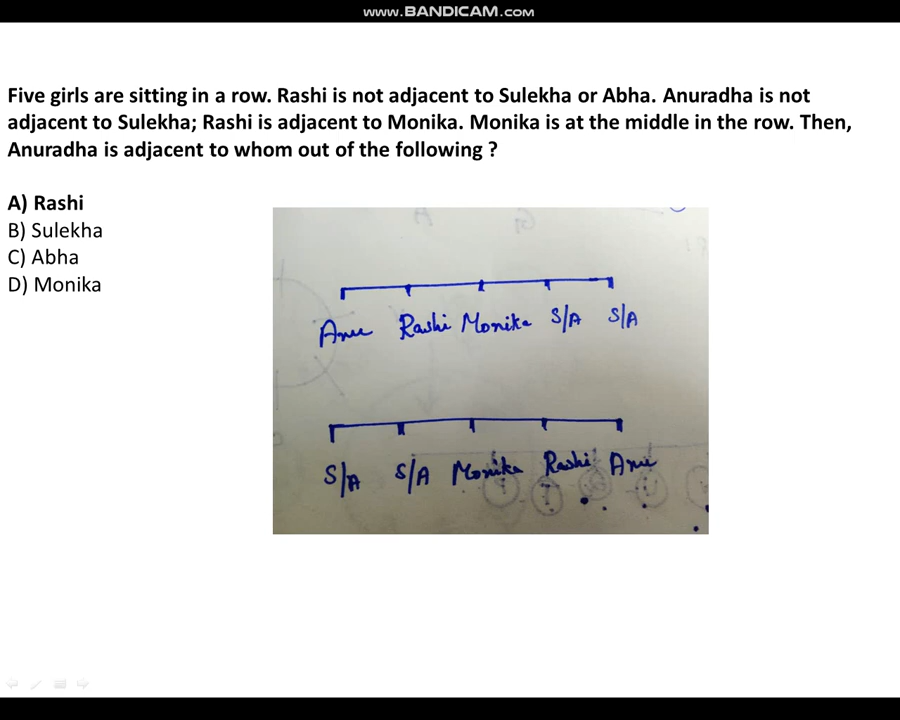 WWW.BANDICAM.COM
Five girls are sitting in a row. Rashi is not adjacent to Sulekha or Abha. Anuradha is not
adjacent to Sulekha; Rashi is adjacent to Monika. Monika is at the middle in the row. Then,
Anuradha is adjacent to whom out of the following ?
A) Rashi
B) Sulekha
C) Abha
D) Monika
Anu Rashi Monika S/A S/A
S/A S/A Monika Rashi Anu